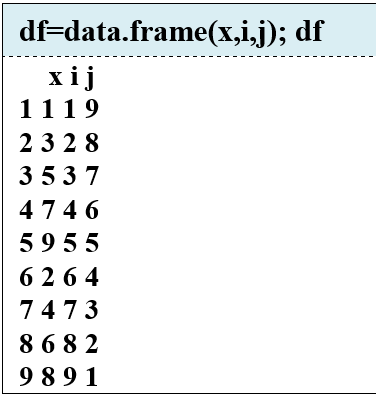 df=data.frame(x,i,j); df
x i j
1 1 1 9
2 3 2 8
3 5 3 7
4 7 4 6
5 9 5 5
6 2 6 4
7 4 7 3
8 6 8 2
9 8 9 1